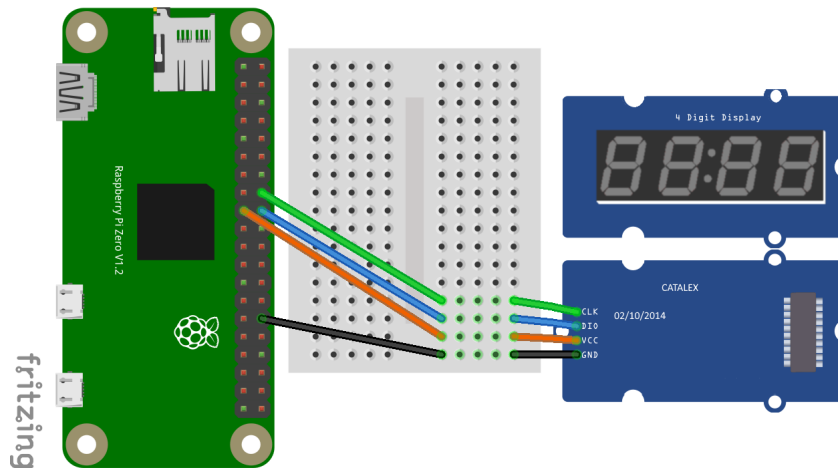 Raspberry Pi Zero V1.2
4 Digit Display
CATALEX
02/10/2014
CLK
DIO
VCC
GND
fritzing